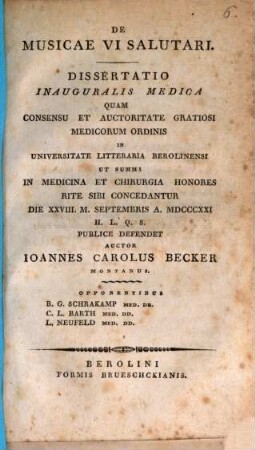 6.
DE
MUSICAE VI SALUTARI.
DISSERTATIO
INAUGURALIS MEDICA
QUAM
CONSENSU ET AUCTORITATE GRATIOSI
MEDICORUM ORDINIS
IN
UNIVERSITATE LITTERARIA BEROLINENSI
UT SUMMI
IN MEDICINA ET CHIRURGIA HONORES
RITE SIBI CONCEDANTUR
DIE XXVIII. M. SEPTEMBRIS A. MDCCCXXI
H. L. Q. S.
PUBLICE DEFENDET
AUCTOR
IOANNES CAROLUS BECKER
MONTANUS.
OPPONENTIBUS
B. G. SCHRAKAMP MED. DR.
C. L. BARTH MED. DD.
L. NEUFELD MED. DD.
BEROLINI
FORMIS BRUESCHCKIANIS.